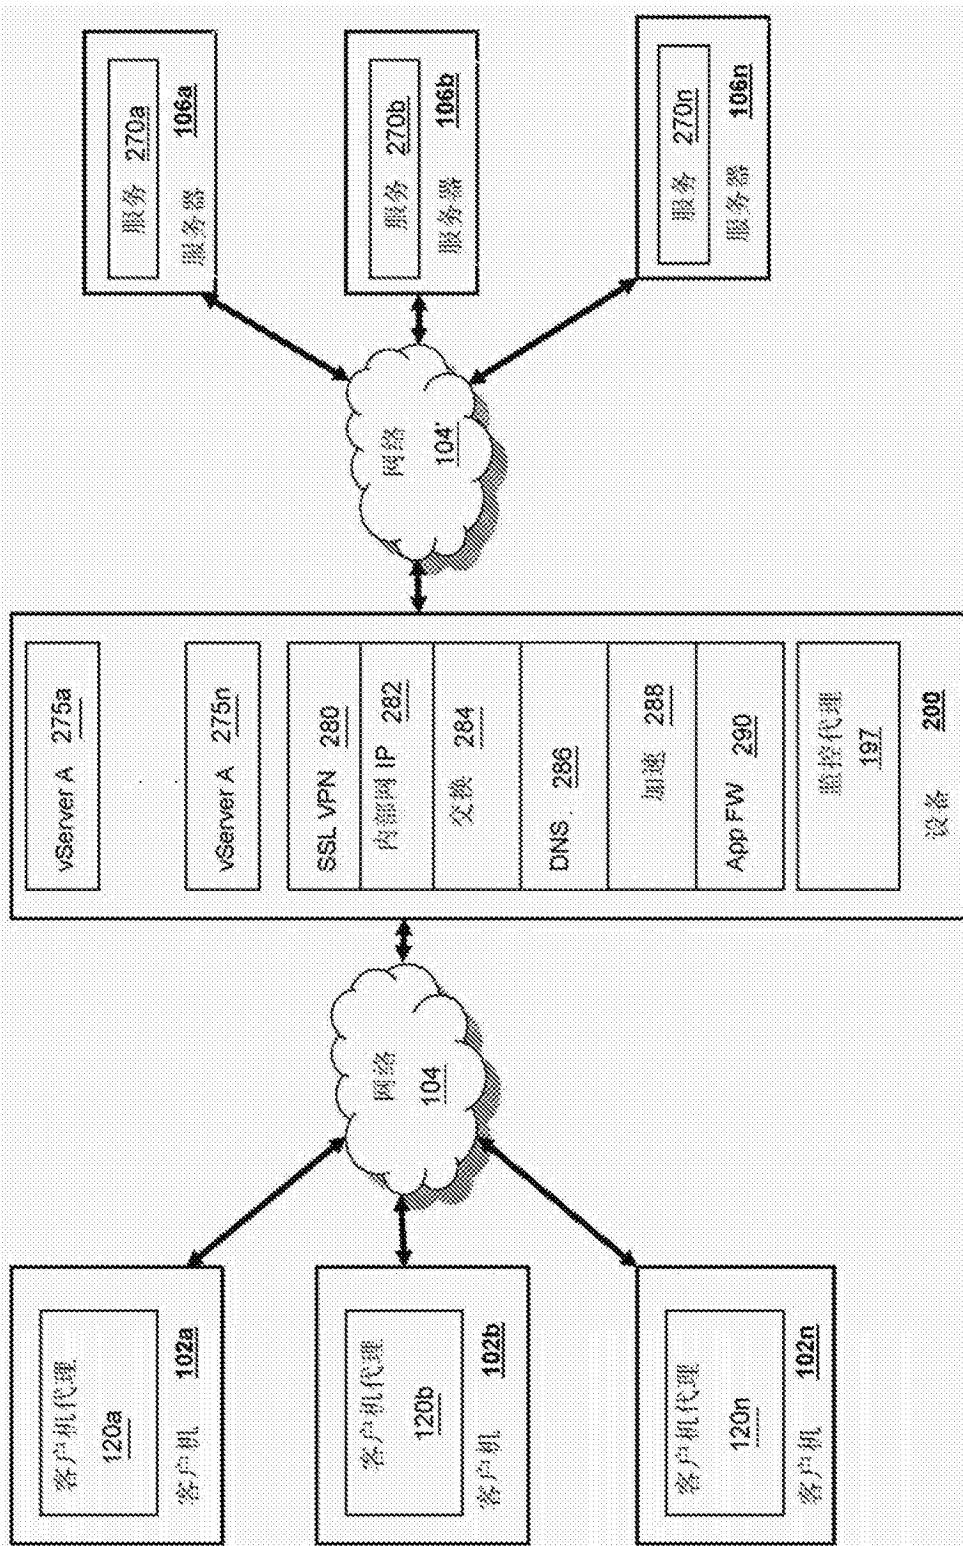 客户机代理
120a
客户机 102a
客户机代理
120b
客户机 102b
客户机代理
120n
客户机 102n
网络
104
vServer A 275a
vServer A 275n
SSL VPN 280
内部网 IP 282
交换 284
DNS 286
加速 288
App FW 290
监控代理
197
设备 200
网络
104'
服务 270a
服务器 106a
服务 270b
服务器 106b
服务 270n
服务器 106n